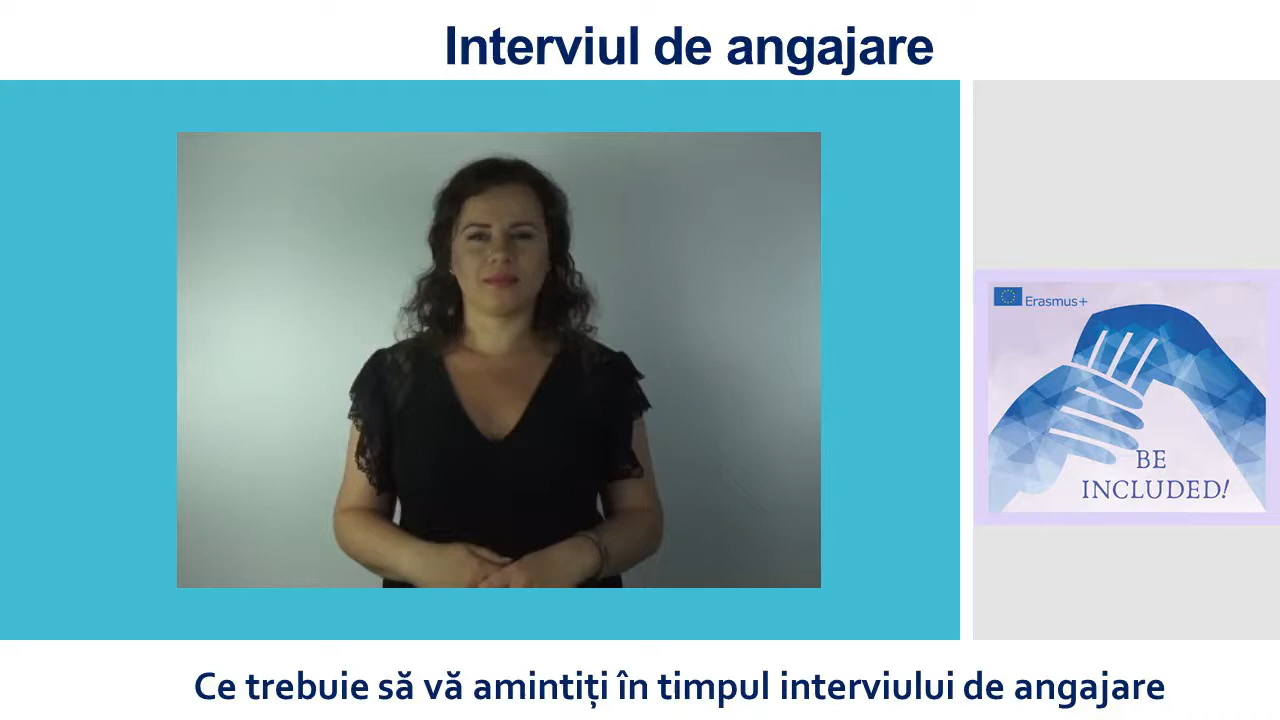 Interviul de angajare
Erasmus+
BE
INCLUDED!
Ce trebuie să vă amintiți în timpul interviului de angajare